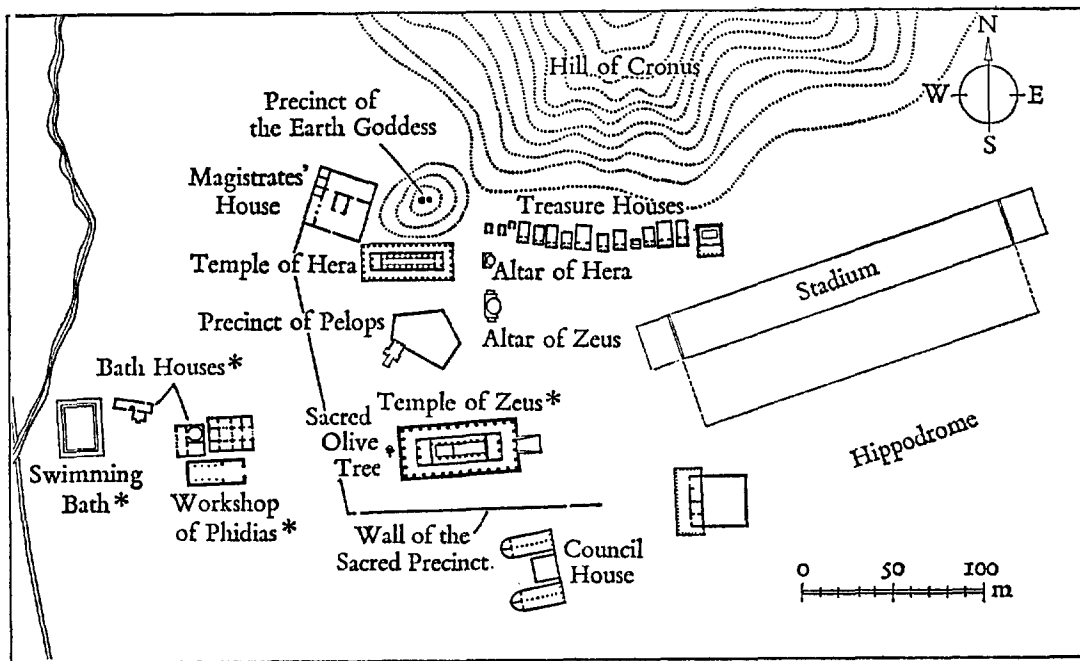 Hill of Cronus
N
W
E
S
Precinct of
the Earth Goddess
Magistrates'
House
Treasure Houses
Temple of Hera
Altar of Hera
Stadium
Precinct of Pelops
Altar of Zeus
Bath Houses*
Sacred
Olive
Tree
Temple of Zeus*
Hippodrome
Swimming
Bath*
Workshop
of Phidias*
Wall of the
Sacred Precinct.
Council
House
0 50 100
m